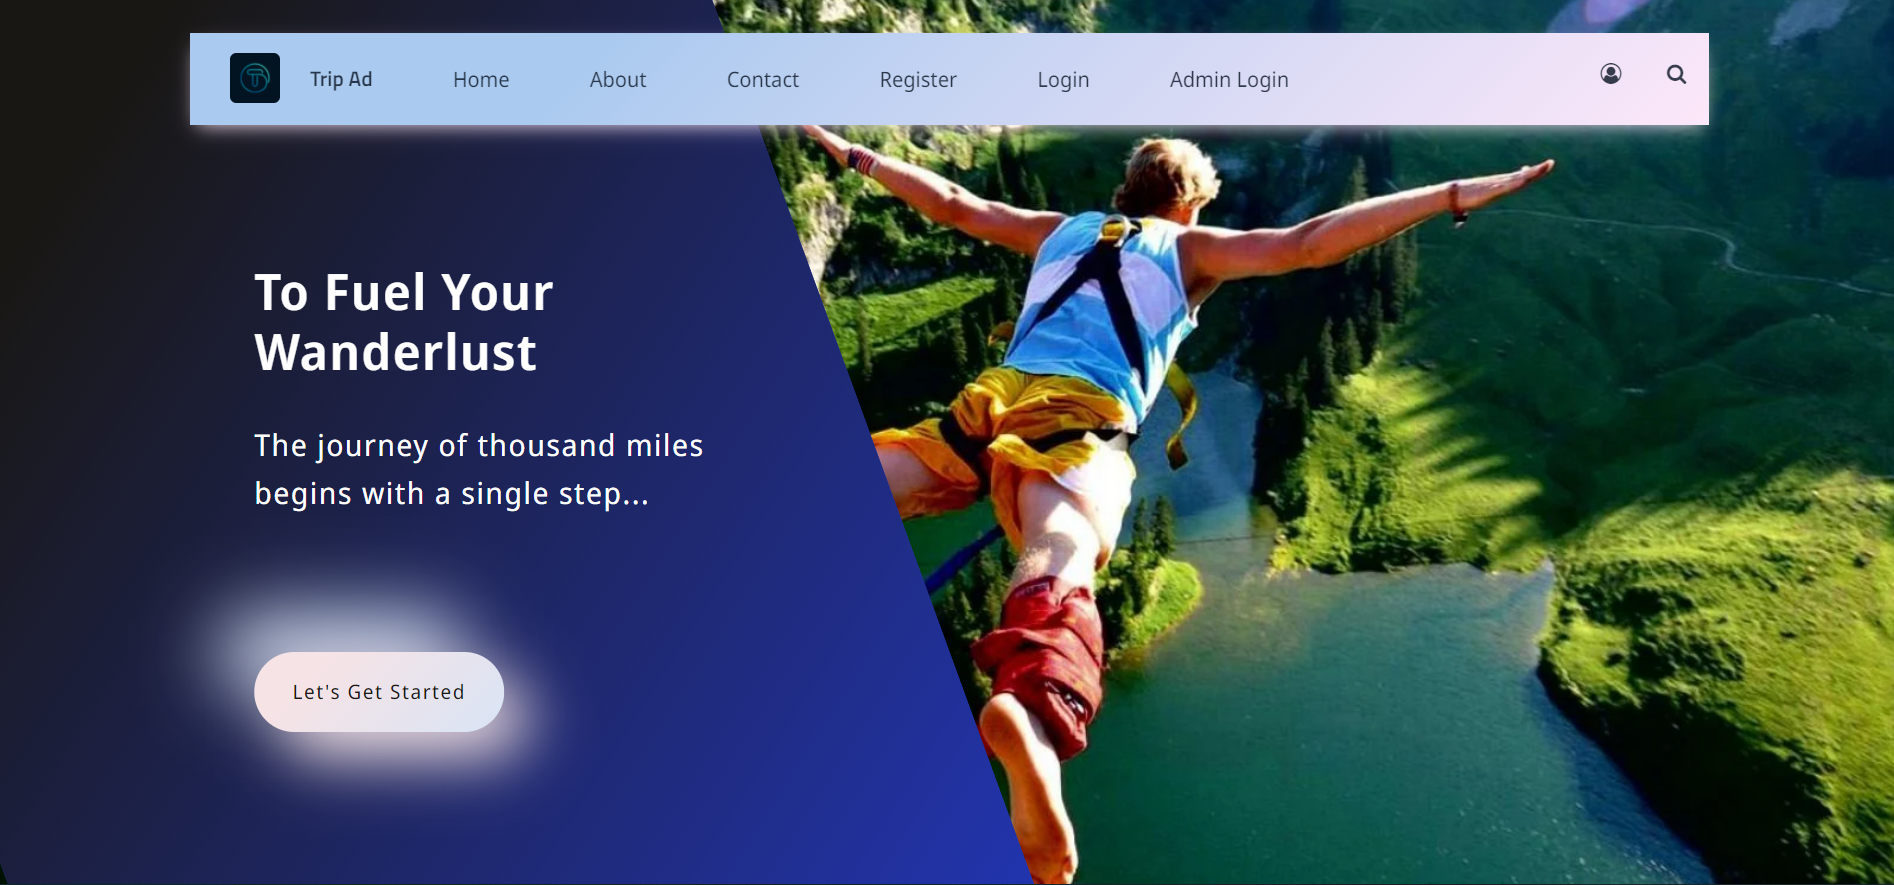 Trip Ad Home About Contact Register Login Admin Login
To Fuel Your
Wanderlust
The journey of thousand miles
begins with a single step...
Let's Get Started